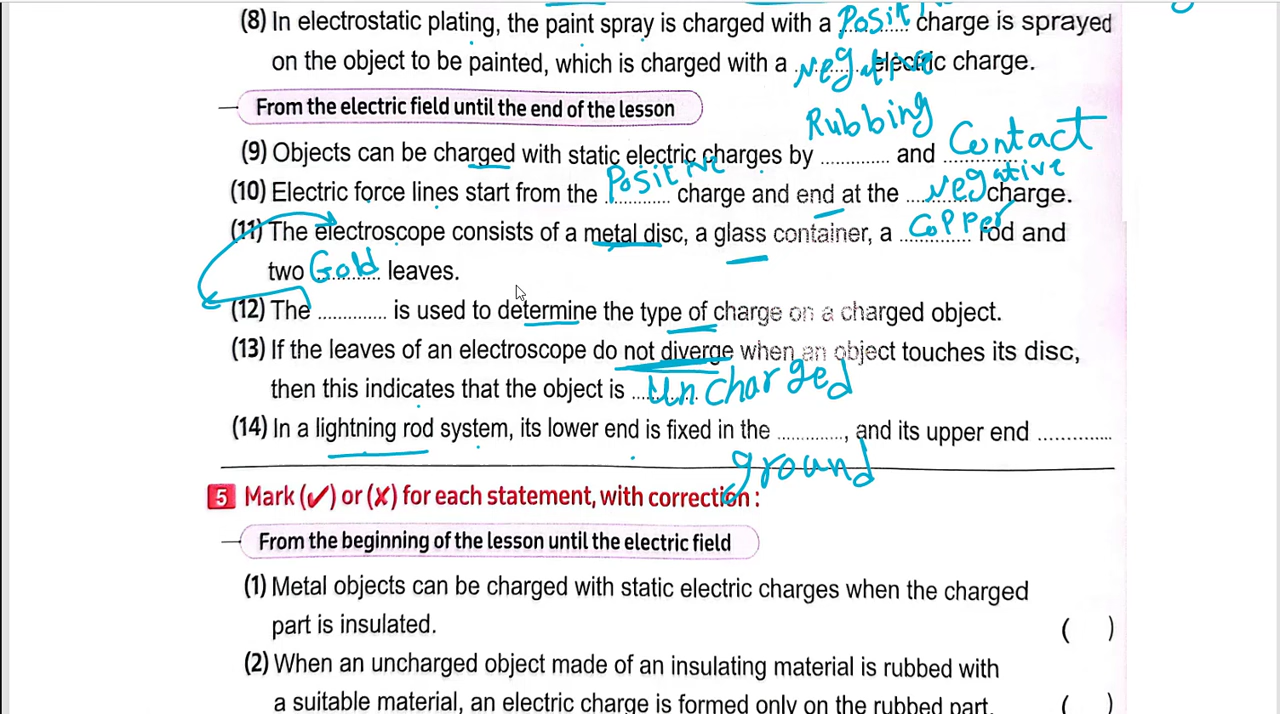 (8) In electrostatic plating, the paint spray is charged with a Positi charge is sprayed
on the object to be painted, which is charged with a Negative electric charge.
From the electric field until the end of the lesson
Rubbing
Contact
(9) Objects can be charged with static electric charges by ............. and .............
(10) Electric force lines start from the Positive charge and end at the Negative charge.
(11) The electroscope consists of a metal disc, a glass container, a Copper rod and
two Gold leaves.
(12) The ............. is used to determine the type of charge on a charged object.
(13) If the leaves of an electroscope do not diverge when an object touches its disc,
then this indicates that the object is Uncharged
(14) In a lightning rod system, its lower end is fixed in the ............., and its upper end .............
ground
5 Mark (✓) or (✗) for each statement, with correction :
From the beginning of the lesson until the electric field
(1) Metal objects can be charged with static electric charges when the charged
part is insulated. ( )
(2) When an uncharged object made of an insulating material is rubbed with
a suitable material, an electric charge is formed only on the rubbed part. ( )